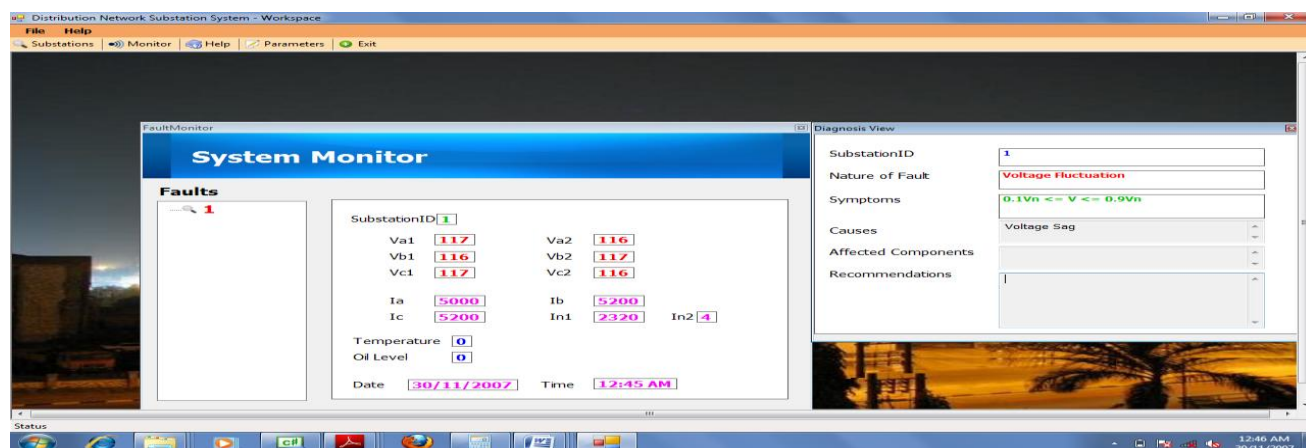 Distribution Network Substation System - Workspace
File Help
Substations Monitor Help Parameters Exit
FaultMonitor
System Monitor
Faults
1
SubstationID 1
Va1 117 Va2 116
Vb1 116 Vb2 117
Vc1 117 Vc2 116
Ia 5000 Ib 5200
Ic 5200 In1 2320 In2 4
Temperature 0
Oil Level 0
Date 30/11/2007 Time 12:45 AM
Diagnosis View
SubstationID 1
Nature of Fault Voltage Fluctuation
Symptoms 0.1Vn <= V <= 0.9Vn
Causes Voltage Sag
Affected Components
Recommendations
Status
C#
12:46 AM
30/11/2007